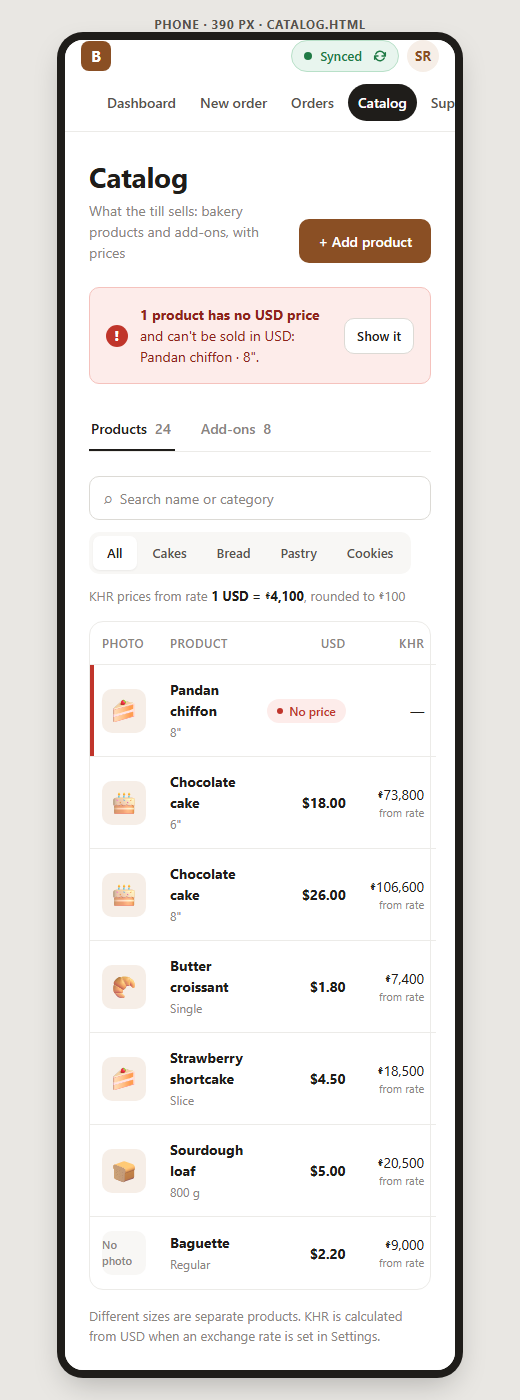 PHONE · 390 PX · CATALOG.HTML
B
Synced
SR
Dashboard New order Orders Catalog Sup
Catalog
What the till sells: bakery
products and add-ons, with
prices
+ Add product
1 product has no USD price
and can't be sold in USD:
Pandan chiffon · 8".
Show it
Products 24 Add-ons 8
Search name or category
All Cakes Bread Pastry Cookies
KHR prices from rate 1 USD = ៛4,100, rounded to ៛100
PHOTO PRODUCT USD KHR
Pandan
chiffon
8"
No price
—
Chocolate
cake
6"
$18.00
៛73,800
from rate
Chocolate
cake
8"
$26.00
៛106,600
from rate
Butter
croissant
Single
$1.80
៛7,400
from rate
Strawberry
shortcake
Slice
$4.50
៛18,500
from rate
Sourdough
loaf
800 g
$5.00
៛20,500
from rate
No
photo
Baguette
Regular
$2.20
៛9,000
from rate
Different sizes are separate products. KHR is calculated
from USD when an exchange rate is set in Settings.